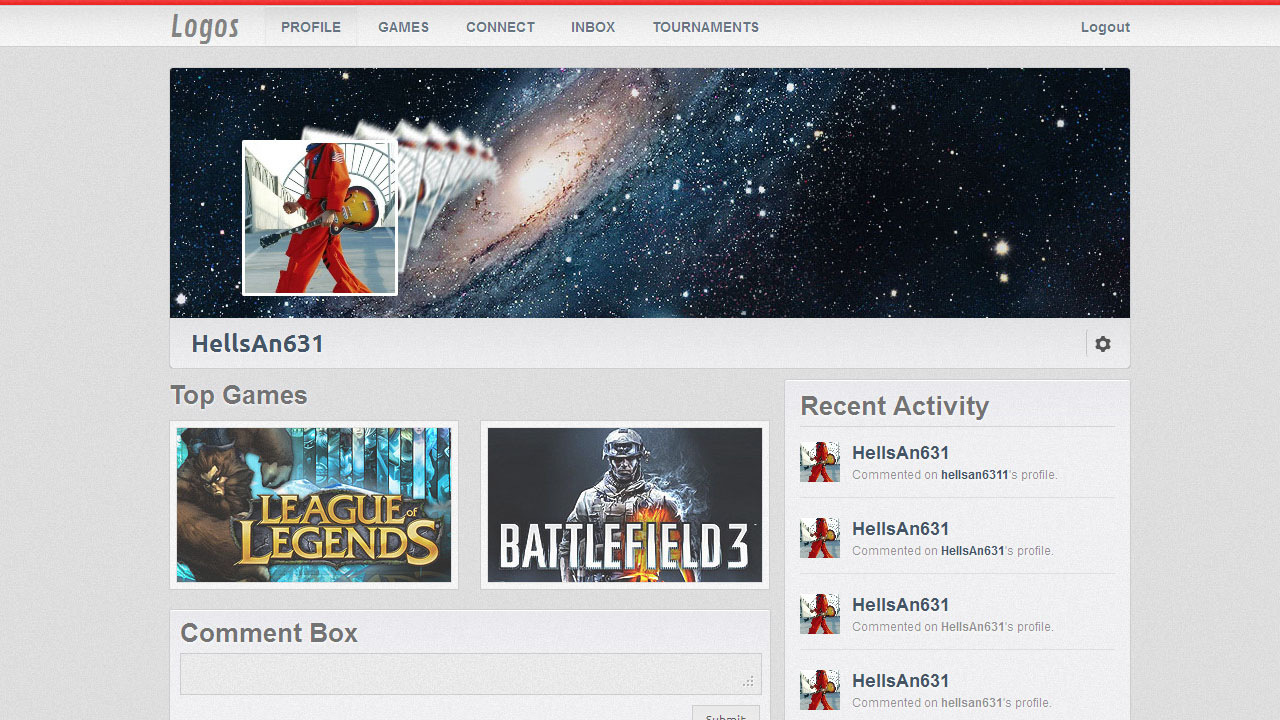 Logos
PROFILE GAMES CONNECT INBOX TOURNAMENTS Logout
HellsAn631
Top Games
LEAGUE of LEGENDS
BATTLEFIELD 3
Comment Box
Submit
Recent Activity
HellsAn631
Commented on hellsan6311's profile.
HellsAn631
Commented on HellsAn631's profile.
HellsAn631
Commented on HellsAn631's profile.
HellsAn631
Commented on hellsan631's profile.